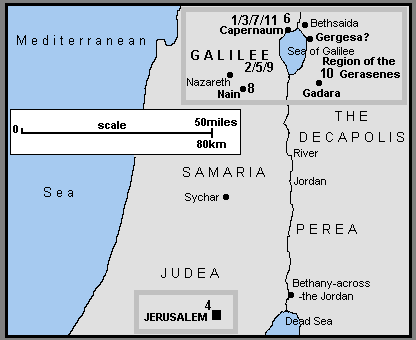 1/3/7/11 6
Capernaum
Bethsaida
Gergesa?
Mediterranean
GALILEE
Sea of Galilee
2/5/9
Region of the
10 Gerasenes
Nazareth
Nain 8
Gadara
THE
DECAPOLIS
scale
50miles
0
80km
River
SAMARIA
Jordan
Sea
Sychar
PEREA
JUDEA
Bethany-across
-the Jordan
4
JERUSALEM
Dead Sea